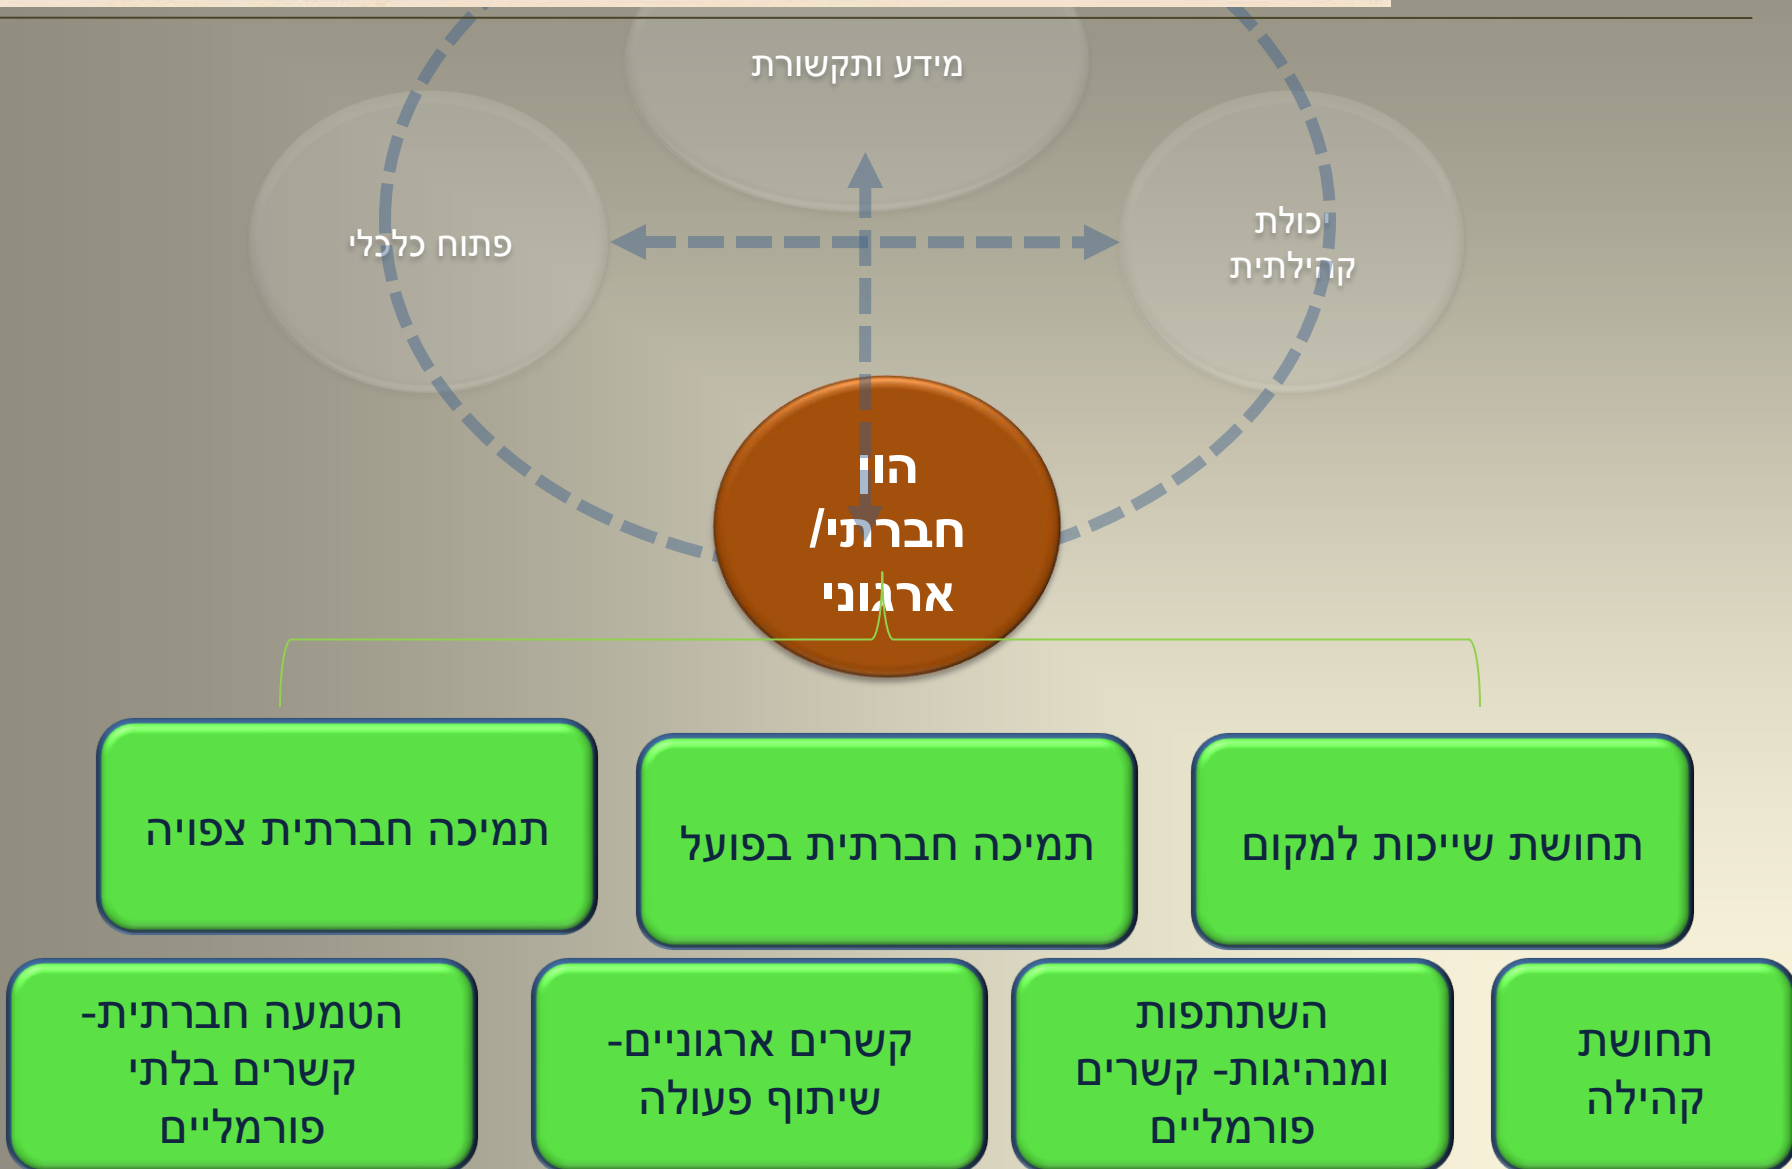 מידע ותקשורת
יכולת
קהילתית
פתוח כלכלי
הון
חברתי/
ארגוני
תחושת שייכות למקום
תמיכה חברתית בפועל
תמיכה חברתית צפויה
תחושת
קהילה
השתתפות
ומנהיגות- קשרים
פורמליים
קשרים ארגוניים-
שיתוף פעולה
הטמעה חברתית-
קשרים בלתי
פורמליים